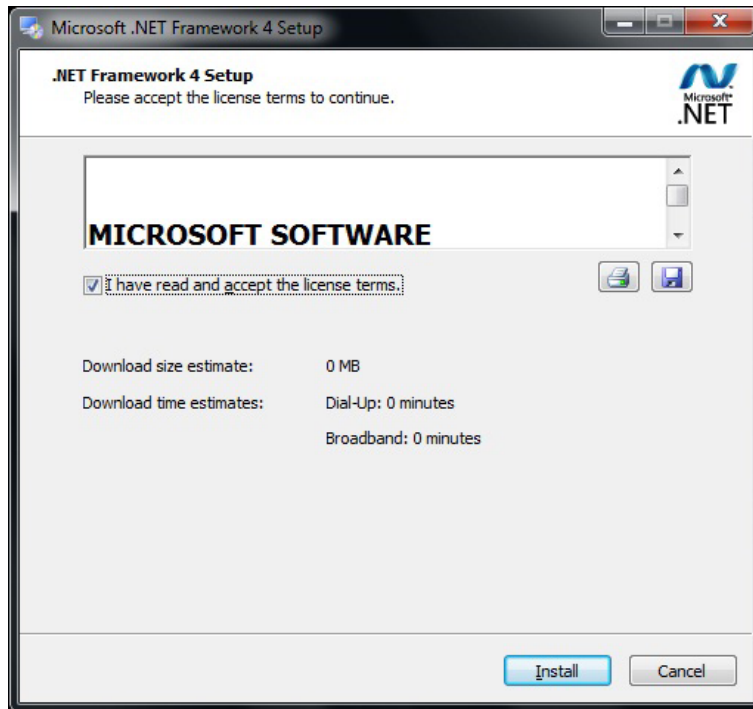 Microsoft .NET Framework 4 Setup
.NET Framework 4 Setup
Please accept the license terms to continue.
Microsoft®
.NET
MICROSOFT SOFTWARE
I have read and accept the license terms.
Download size estimate: 0 MB
Download time estimates: Dial-Up: 0 minutes
Broadband: 0 minutes
Install Cancel